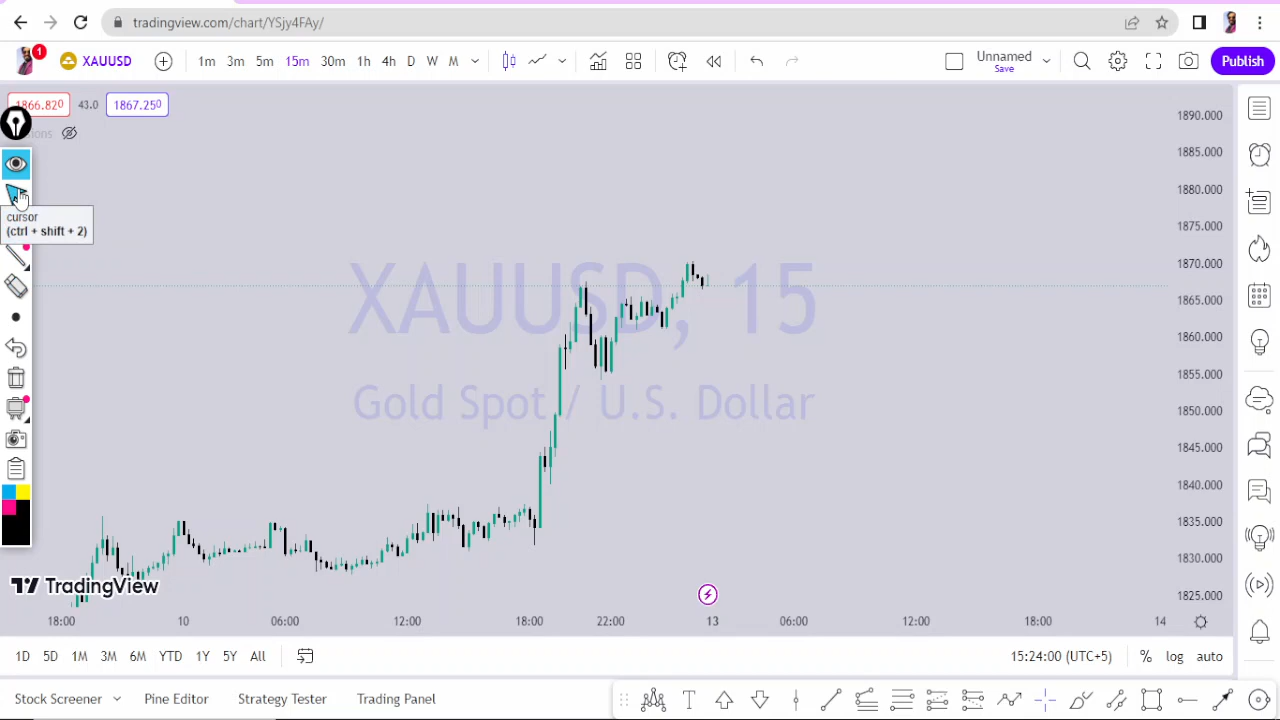 tradingview.com/chart/YSjy4FAy/
1 XAUUSD 1m 3m 5m 15m 30m 1h 4h D W M Unnamed Save Publish
1866.820 43.0 1867.250
cursor
(ctrl + shift + 2)
XAUUSD, 15
Gold Spot / U.S. Dollar
1890.000
1885.000
1880.000
1875.000
1870.000
1865.000
1860.000
1855.000
1850.000
1845.000
1840.000
1835.000
1830.000
1825.000
TradingView
18:00 10 06:00 12:00 18:00 22:00 13 06:00 12:00 18:00 14
1D 5D 1M 3M 6M YTD 1Y 5Y All 15:24:00 (UTC+5) % log auto
Stock Screener Pine Editor Strategy Tester Trading Panel